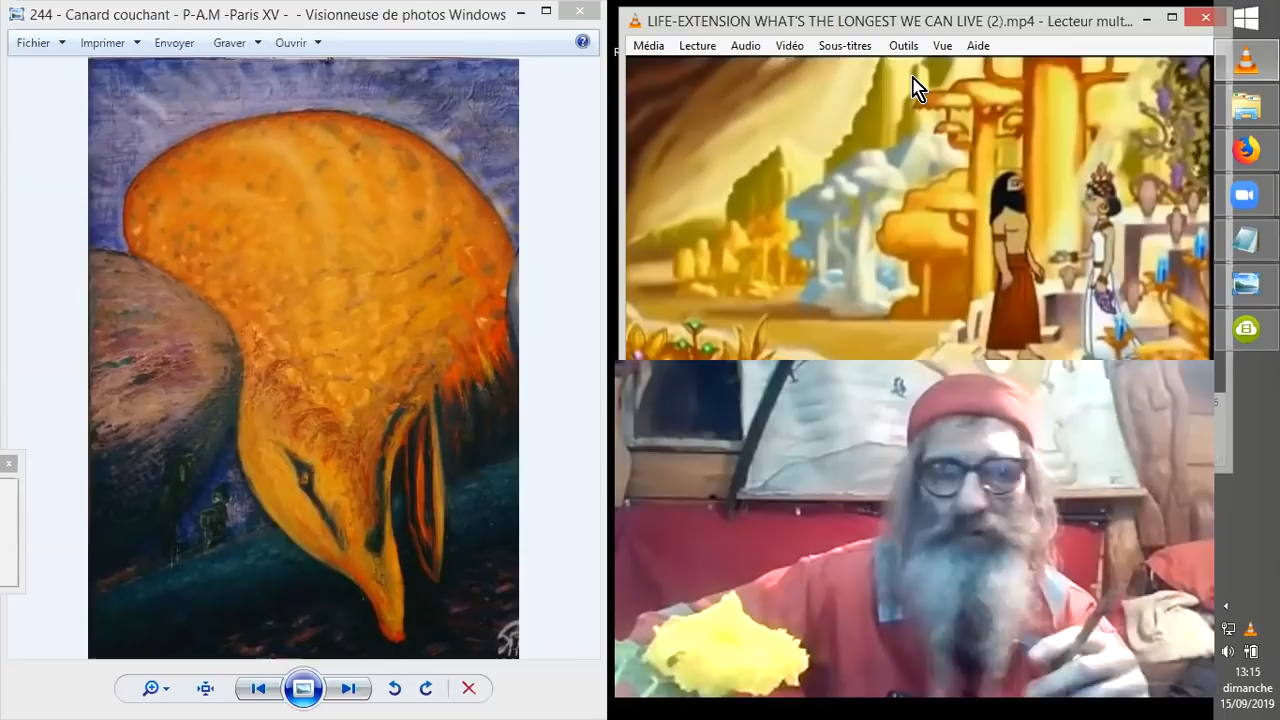 244 - Canard couchant - P-A-M -Paris XV - - Visionneuse de photos Windows
Fichier Imprimer Envoyer Graver Ouvrir
LIFE-EXTENSION WHAT'S THE LONGEST WE CAN LIVE (2).mp4 - Lecteur mult...
Média Lecture Audio Vidéo Sous-titres Outils Vue Aide
13:15
dimanche
15/09/2019